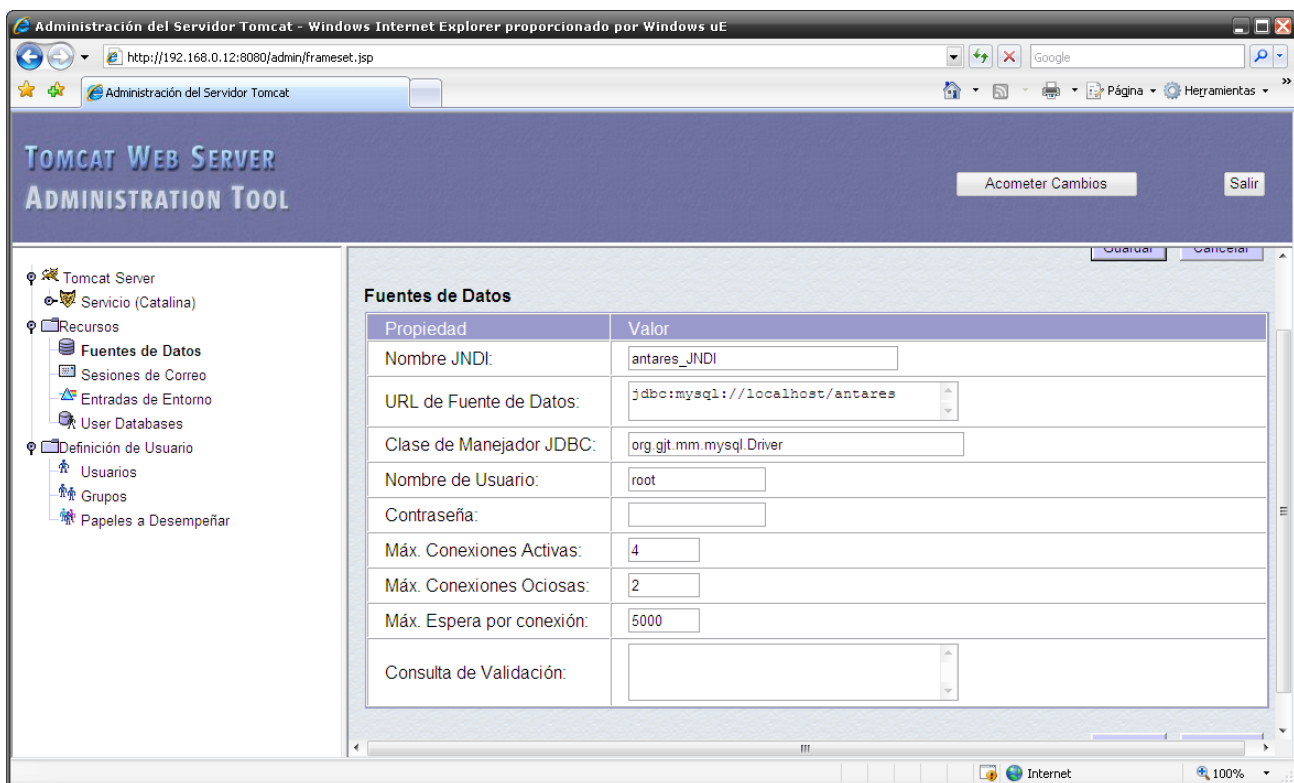 Administración del Servidor Tomcat - Windows Internet Explorer proporcionado por Windows uE
http://192.168.0.12:8080/admin/frameset.jsp
Google
Administración del Servidor Tomcat
Página
Herramientas
»
TOMCAT WEB SERVER
ADMINISTRATION TOOL
Acometer Cambios
Salir
Tomcat Server
Servicio (Catalina)
Recursos
Fuentes de Datos
Sesiones de Correo
Entradas de Entorno
User Databases
Definición de Usuario
Usuarios
Grupos
Papeles a Desempeñar
Guardar
Cancelar
Fuentes de Datos
Propiedad Valor
Nombre JNDI: antares_JNDI
URL de Fuente de Datos: jdbc:mysql://localhost/antares
Clase de Manejador JDBC: org.gjt.mm.mysql.Driver
Nombre de Usuario: root
Contraseña:
Máx. Conexiones Activas: 4
Máx. Conexiones Ociosas: 2
Máx. Espera por conexión: 5000
Consulta de Validación:
Internet
100%